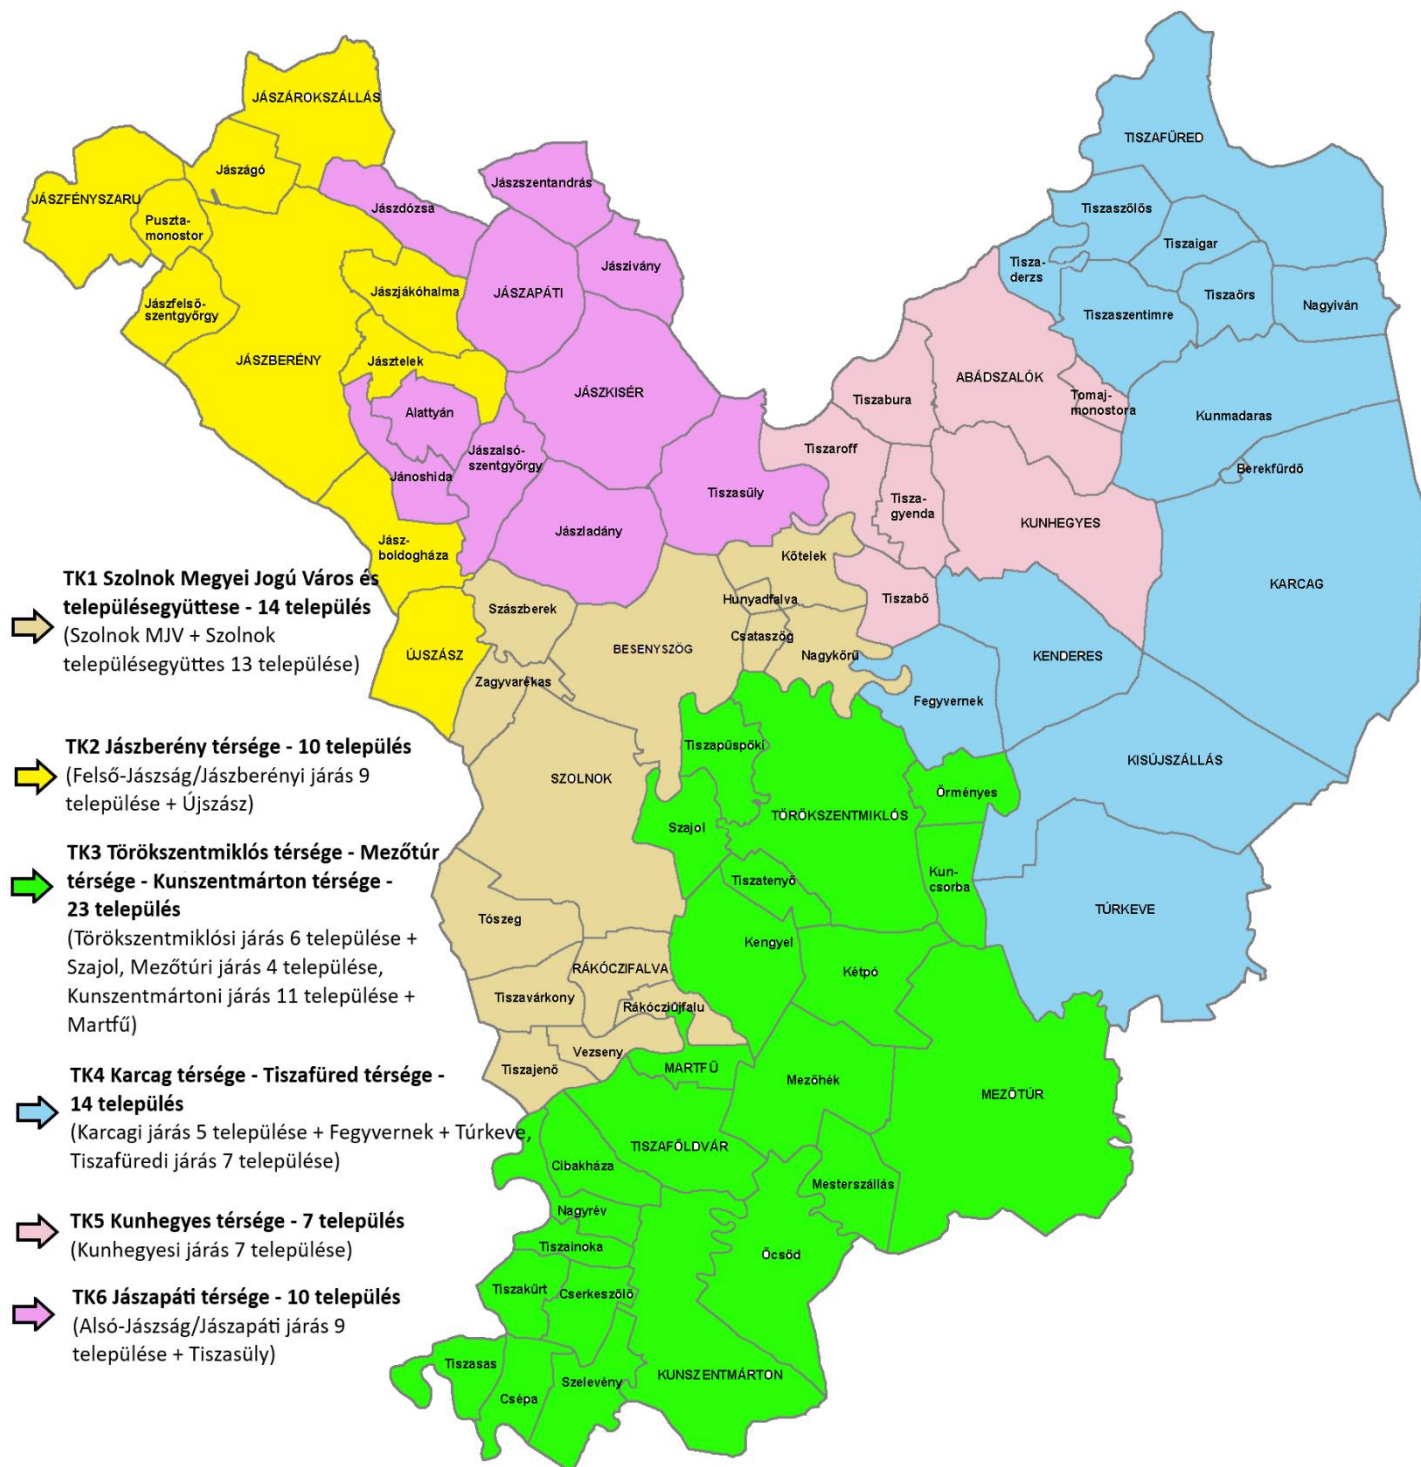 JÁSZÁROKSZÁLLÁS
TISZAFÜRED
Jászágó
Jászszentandrás
JÁSZFÉNYSZARU
Jászdózsa
Puszta-
monostor
Tiszaszőlős
Tiszaigar
Jászivány
Tisza-
derzs
JÁSZAPÁTI
Jászjákóhalma
Jászfelső-
szentgyörgy
Tiszaörs
Nagyiván
Tiszaszentimre
JÁSZBERÉNY
Jásztelek
ABÁDSZALÓK
JÁSZKISÉR
Tiszabura
Tomaj-
monostora
Alattyán
Kunmadaras
Jászalsó-
szentgyörgy
Tiszaroff
Berekfürdő
Jánoshida
Tiszasüly
Tisza-
gyenda
KUNHEGYES
Jászladány
Jász-
boldogháza
Kőtelek
KARCAG
TK1 Szolnok Megyei Jogú Város és
településegyüttese - 14 település
(Szolnok MJV + Szolnok
településegyüttes 13 települése)
Hunyadfalva
Tiszabő
Szászberek
Csataszög
BESENYSZÖG
Nagykörű
ÚJSZÁSZ
KENDERES
Zagyvarékas
Fegyvernek
TK2 Jászberény térsége - 10 település
(Felső-Jászság/Jászberényi járás 9
települése + Újszász)
Tiszapüspöki
KISÚJSZÁLLÁS
SZOLNOK
Örményes
TÖRÖKSZENTMIKLÓS
Szajol
TK3 Törökszentmiklós térsége - Mezőtúr
térsége - Kunszentmárton térsége -
23 település
(Törökszentmiklósi járás 6 települése +
Szajol, Mezőtúri járás 4 települése,
Kunszentmártoni járás 11 települése +
Martfű)
Tiszatenyő
Kun-
csorba
TÚRKEVE
Tószeg
Kengyel
Kétpó
RÁKÓCZIFALVA
Tiszavárkony
Rákócziújfalu
Vezseny
Tiszajenő
MARTFŰ
Mezőhék
MEZŐTÚR
TK4 Karcag térsége - Tiszafüred térsége -
14 település
(Karcagi járás 5 települése + Fegyvernek + Túrkeve,
Tiszafüredi járás 7 települése)
TISZAFÖLDVÁR
Cibakháza
Mesterszállás
Nagyrév
TK5 Kunhegyes térsége - 7 település
(Kunhegyesi járás 7 települése)
Tiszainoka
Öcsöd
Tiszakürt
Cserkeszőlő
TK6 Jászapáti térsége - 10 település
(Alsó-Jászság/Jászapáti járás 9
települése + Tiszasüly)
Tiszasas
Szelevény
KUNSZENTMÁRTON
Csépa